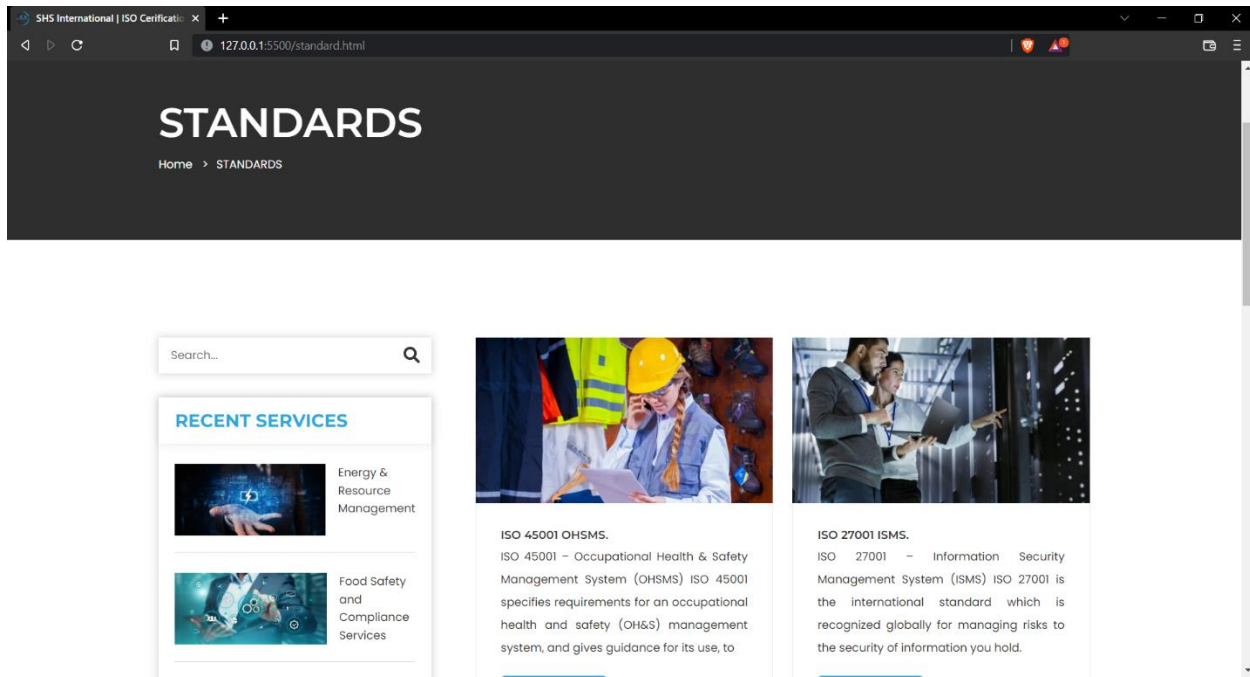 SHS International | ISO Cerificatio
127.0.0.1:5500/standard.html
STANDARDS
Home > STANDARDS
Search...
RECENT SERVICES
Energy &
Resource
Management
Food Safety
and
Compliance
Services
ISO 45001 OHSMS.
ISO 45001 – Occupational Health & Safety
Management System (OHSMS) ISO 45001
specifies requirements for an occupational
health and safety (OH&S) management
system, and gives guidance for its use, to
ISO 27001 ISMS.
ISO 27001 – Information Security
Management System (ISMS) ISO 27001 is
the international standard which is
recognized globally for managing risks to
the security of information you hold.